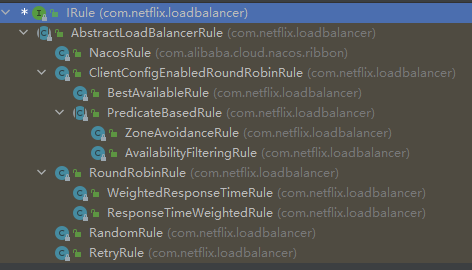 * IRule (com.netflix.loadbalancer)
AbstractLoadBalancerRule (com.netflix.loadbalancer)
NacosRule (com.alibaba.cloud.nacos.ribbon)
ClientConfigEnabledRoundRobinRule (com.netflix.loadbalancer)
BestAvailableRule (com.netflix.loadbalancer)
PredicateBasedRule (com.netflix.loadbalancer)
ZoneAvoidanceRule (com.netflix.loadbalancer)
AvailabilityFilteringRule (com.netflix.loadbalancer)
RoundRobinRule (com.netflix.loadbalancer)
WeightedResponseTimeRule (com.netflix.loadbalancer)
ResponseTimeWeightedRule (com.netflix.loadbalancer)
RandomRule (com.netflix.loadbalancer)
RetryRule (com.netflix.loadbalancer)